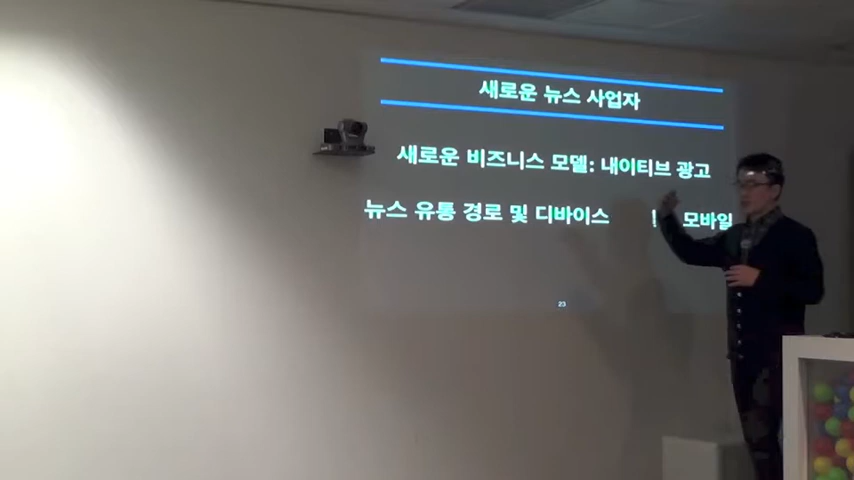 새로운 뉴스 사업자
새로운 비즈니스 모델: 내이티브 광고
뉴스 유통 경로 및 디바이스 모바일
23